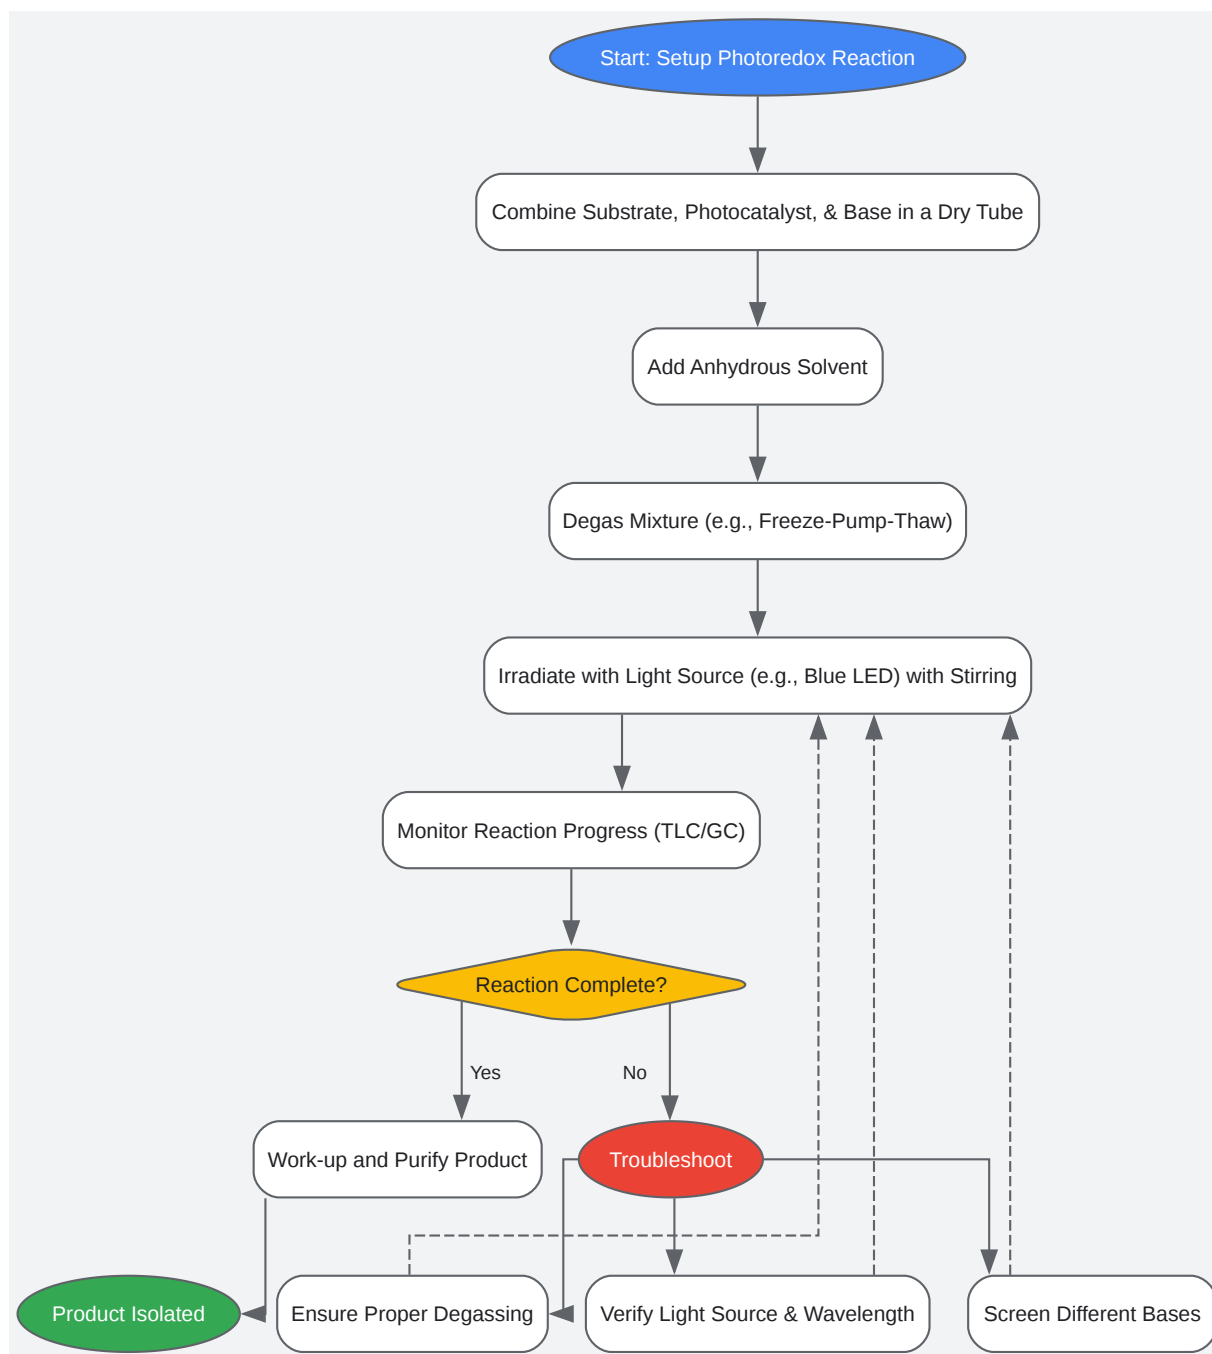 Start: Setup Photoredox Reaction
Combine Substrate, Photocatalyst, & Base in a Dry Tube
Add Anhydrous Solvent
Degas Mixture (e.g., Freeze-Pump-Thaw)
Irradiate with Light Source (e.g., Blue LED) with Stirring
Monitor Reaction Progress (TLC/GC)
Reaction Complete?
Yes
No
Work-up and Purify Product
Troubleshoot
Product Isolated
Ensure Proper Degassing
Verify Light Source & Wavelength
Screen Different Bases